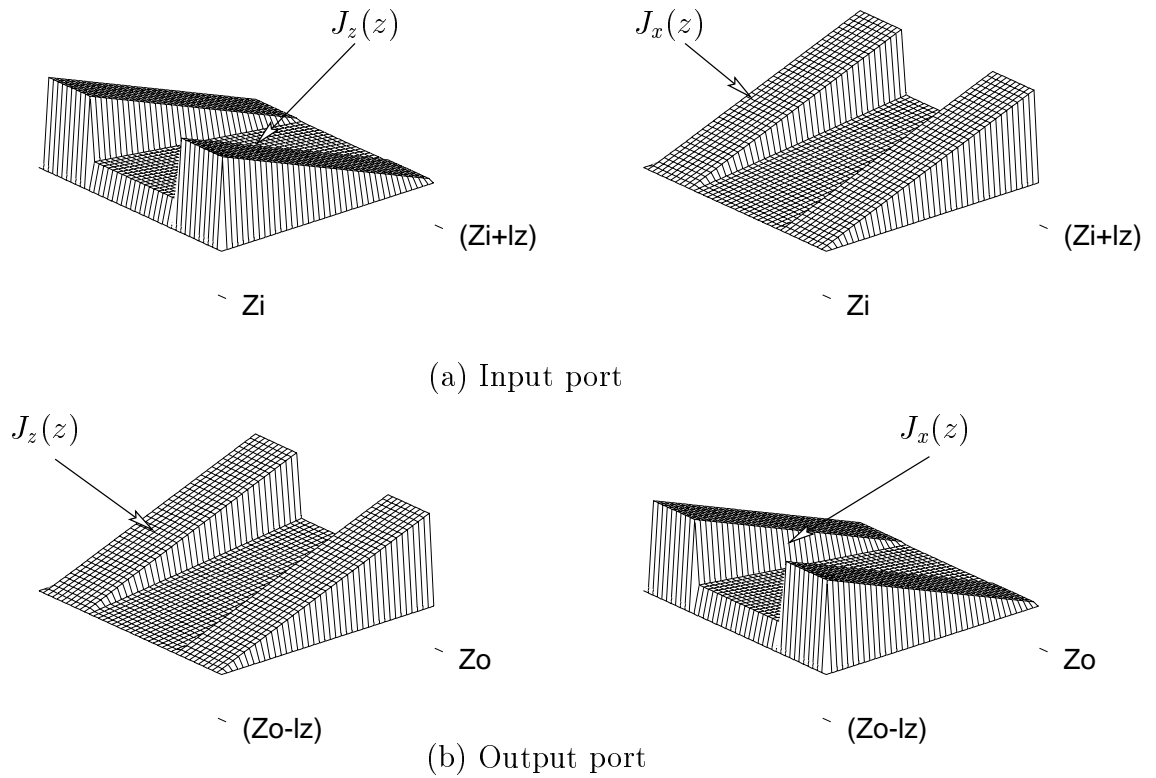 J_z(z)
J_x(z)
(Zi+lz)
(Zi+lz)
Zi
Zi
(a) Input port
J_z(z)
J_x(z)
Zo
Zo
(Zo-lz)
(Zo-lz)
(b) Output port